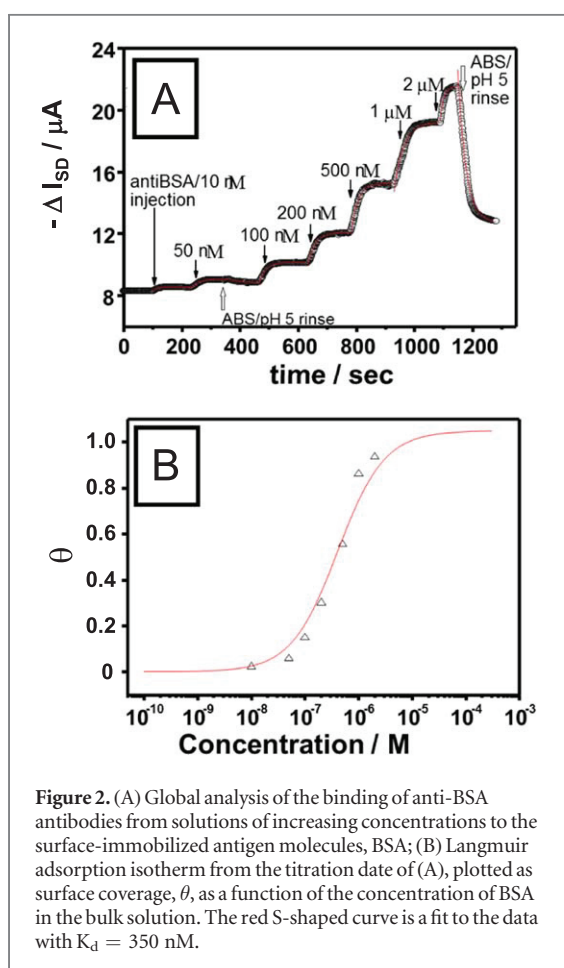 24
20
16
12
8
- Δ I_SD / μA
A
antiBSA/10 nM
injection
50 nM
100 nM
200 nM
500 nM
1 μM
2 μM
ABS/
pH 5
rinse
ABS/pH 5 rinse
0 200 400 600 800 1000 1200
time / sec
B
1.0
0.8
0.6
0.4
0.2
0
θ
10^-10 10^-9 10^-8 10^-7 10^-6 10^-5 10^-4 10^-3
Concentration / M
Figure 2. (A) Global analysis of the binding of anti-BSA
antibodies from solutions of increasing concentrations to the
surface-immobilized antigen molecules, BSA; (B) Langmuir
adsorption isotherm from the titration date of (A), plotted as
surface coverage, θ, as a function of the concentration of BSA
in the bulk solution. The red S-shaped curve is a fit to the data
with K_d = 350 nM.